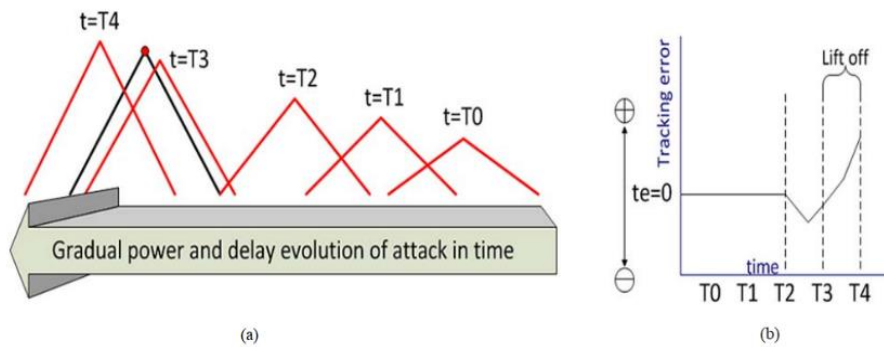 t=T4
t=T3
t=T2
t=T1
t=T0
Gradual power and delay evolution of attack in time
(a)
Tracking error
te=0
Lift off
time
T0 T1 T2 T3 T4
(b)